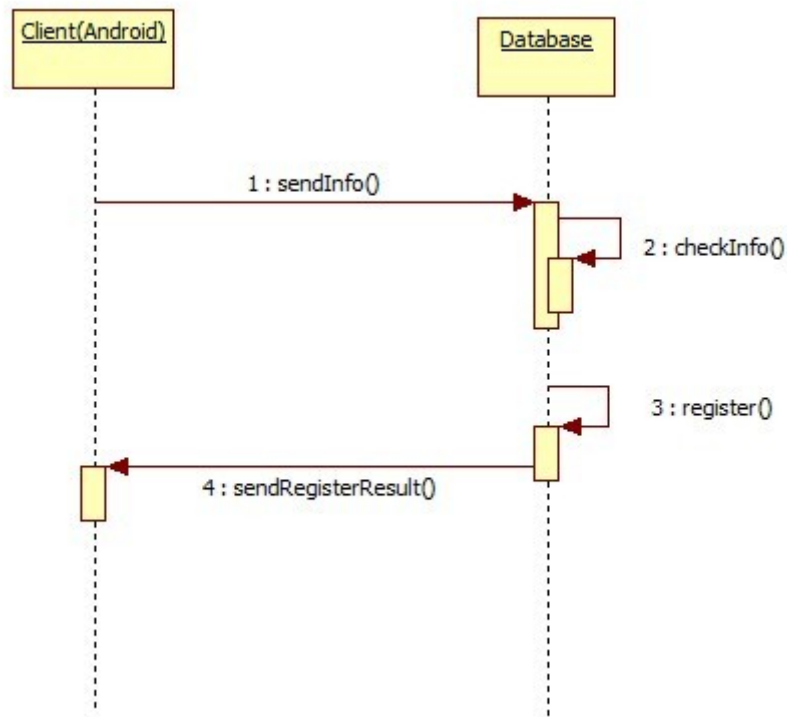 Client(Android)
Database
1 : sendInfo()
2 : checkInfo()
3 : register()
4 : sendRegisterResult()